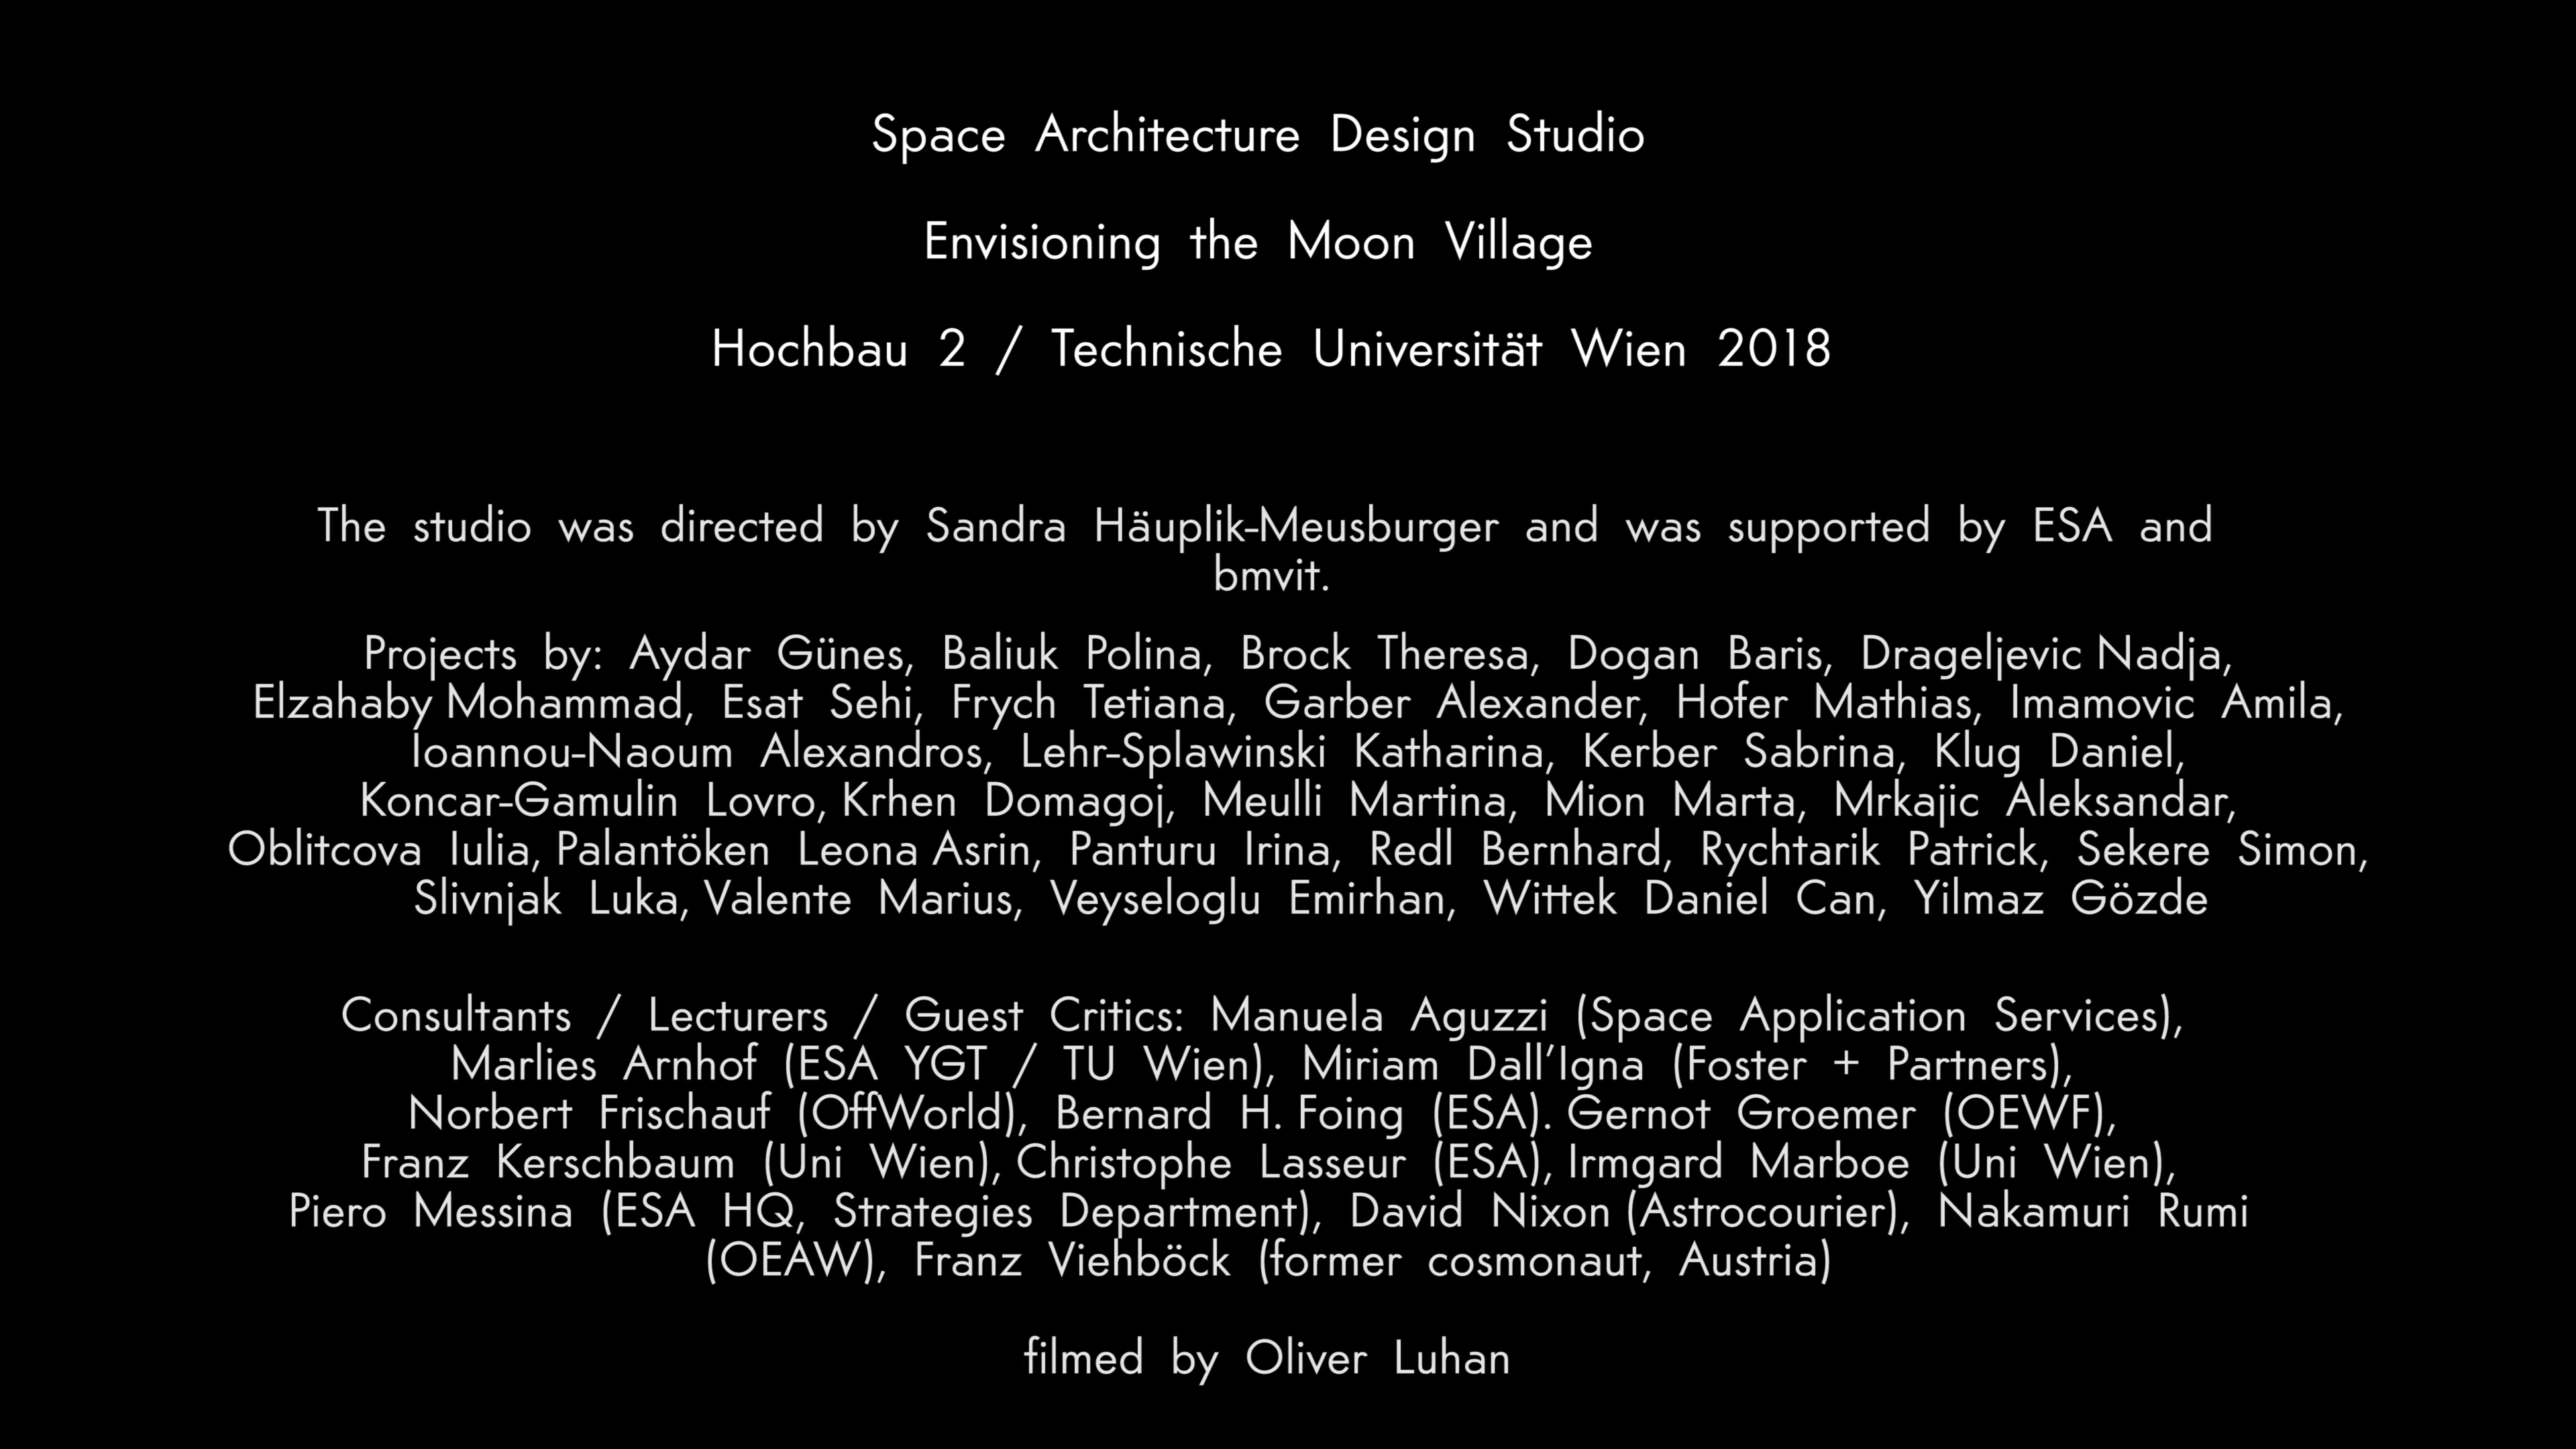 Space Architecture Design Studio
Envisioning the Moon Village
Hochbau 2 / Technische Universität Wien 2018
The studio was directed by Sandra Häuplik-Meusburger and was supported by ESA and
bmvit.
Projects by: Aydar Günes, Baliuk Polina, Brock Theresa, Dogan Baris, Drageljevic Nadja,
Elzahaby Mohammad, Esat Sehi, Frych Tetiana, Garber Alexander, Hofer Mathias, Imamovic Amila,
Ioannou-Naoum Alexandros, Lehr-Splawinski Katharina, Kerber Sabrina, Klug Daniel,
Koncar-Gamulin Lovro, Krhen Domagoj, Meulli Martina, Mion Marta, Mrkajic Aleksandar,
Oblitcova Iulia, Palantöken Leona Asrin, Panturu Irina, Redl Bernhard, Rychtarik Patrick, Sekere Simon,
Slivnjak Luka, Valente Marius, Veyseloglu Emirhan, Wittek Daniel Can, Yilmaz Gözde
Consultants / Lecturers / Guest Critics: Manuela Aguzzi (Space Application Services),
Marlies Arnhof (ESA YGT / TU Wien), Miriam Dall’Igna (Foster + Partners),
Norbert Frischauf (OffWorld), Bernard H. Foing (ESA). Gernot Groemer (OEWF),
Franz Kerschbaum (Uni Wien), Christophe Lasseur (ESA), Irmgard Marboe (Uni Wien),
Piero Messina (ESA HQ, Strategies Department), David Nixon (Astrocourier), Nakamuri Rumi
(OEAW), Franz Viehböck (former cosmonaut, Austria)
filmed by Oliver Luhan